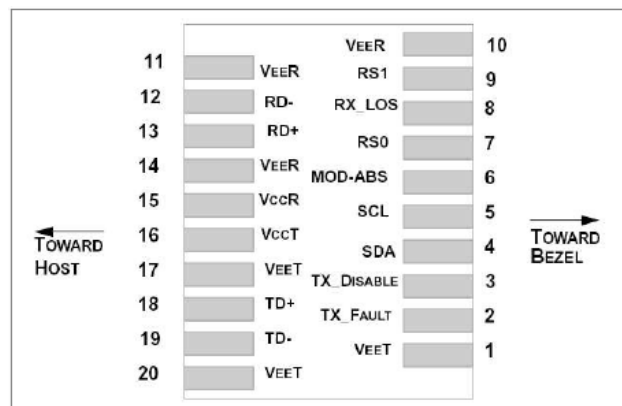 VEER 10
11 VEER
RS1 9
12 RD-
RX_LOS 8
13 RD+
RS0 7
14 VEER
MOD-ABS 6
15 VCCR
SCL 5
16 VCCT
TOWARD HOST
TOWARD BEZEL
SDA 4
17 VEET
TX_DISABLE 3
18 TD+
TX_FAULT 2
19 TD-
VEET 1
20 VEET